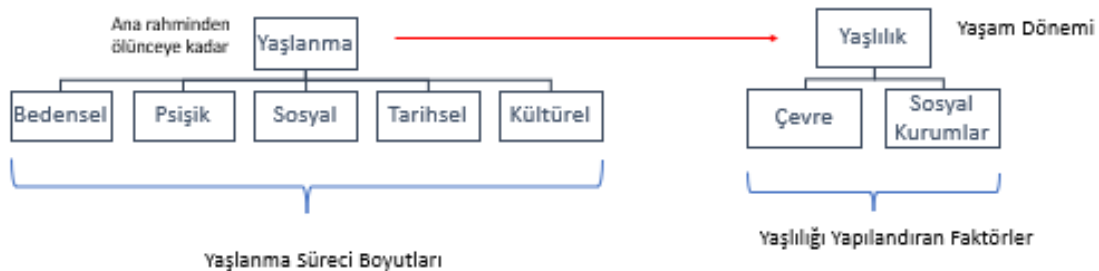 Ana rahminden
ölünceye kadar
Yaşlanma
Yaşlılık
Yaşam Dönemi
Bedensel
Psişik
Sosyal
Tarihsel
Kültürel
Çevre
Sosyal
Kurumlar
Yaşlanma Süreci Boyutları
Yaşlılığı Yapılandıran Faktörler